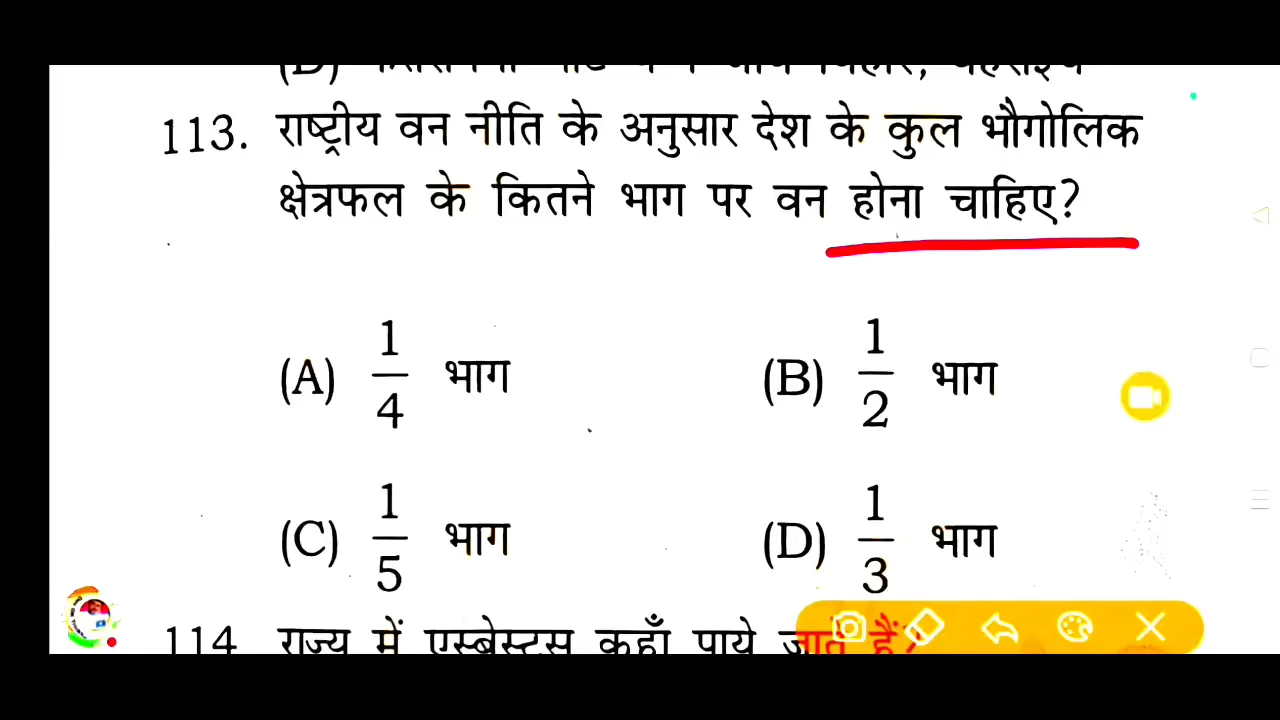 113. राष्ट्रीय वन नीति के अनुसार देश के कुल भौगोलिक
क्षेत्रफल के कितने भाग पर वन होना चाहिए?
(A) 1/4 भाग (B) 1/2 भाग
(C) 1/5 भाग (D) 1/3 भाग
114 राज्य में एस्बेस्टस कहाँ पाये जाते हैं?